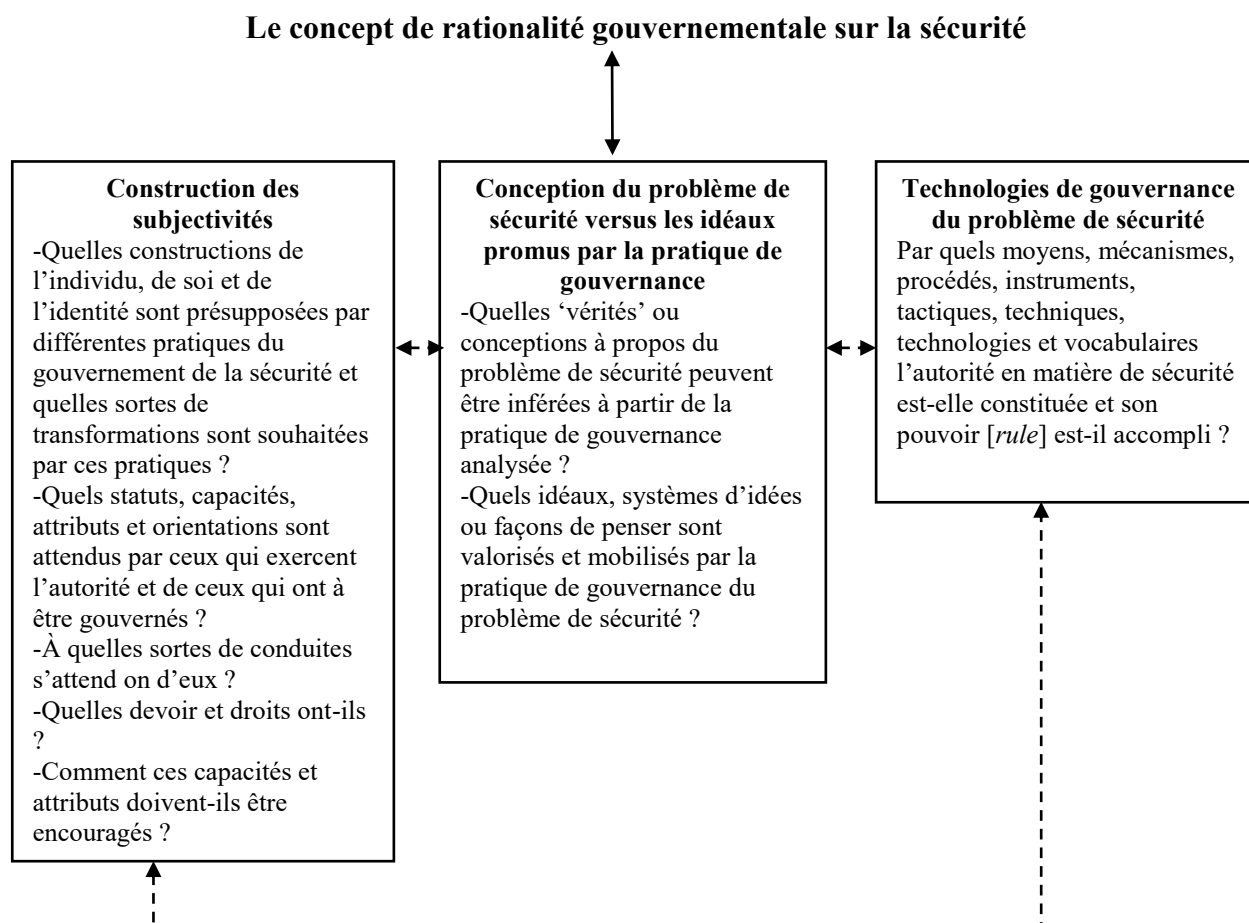 Le concept de rationalité gouvernementale sur la sécurité
Construction des
subjectivités
-Quelles constructions de
l’individu, de soi et de
l’identité sont présupposées par
différentes pratiques du
gouvernement de la sécurité et
quelles sortes de
transformations sont souhaitées
par ces pratiques ?
-Quels statuts, capacités,
attributs et orientations sont
attendus par ceux qui exercent
l’autorité et de ceux qui ont à
être gouvernés ?
-À quelles sortes de conduites
s’attend on d’eux ?
-Quelles devoir et droits ont-ils
?
-Comment ces capacités et
attributs doivent-ils être
encouragés ?
Conception du problème de
sécurité versus les idéaux
promus par la pratique de
gouvernance
-Quelles ‘vérités’ ou
conceptions à propos du
problème de sécurité peuvent
être inférées à partir de la
pratique de gouvernance
analysée ?
-Quels idéaux, systèmes d’idées
ou façons de penser sont
valorisés et mobilisés par la
pratique de gouvernance du
problème de sécurité ?
Technologies de gouvernance
du problème de sécurité
Par quels moyens, mécanismes,
procédés, instruments,
tactiques, techniques,
technologies et vocabulaires
l’autorité en matière de sécurité
est-elle constituée et son
pouvoir [rule] est-il accompli ?